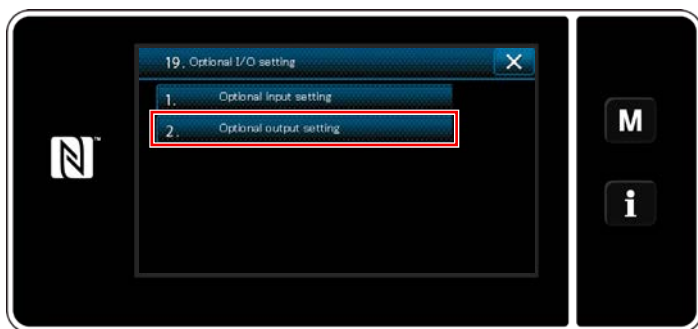 19. Optional I/O setting
1. Optional input setting
2. Optional output setting
M
i